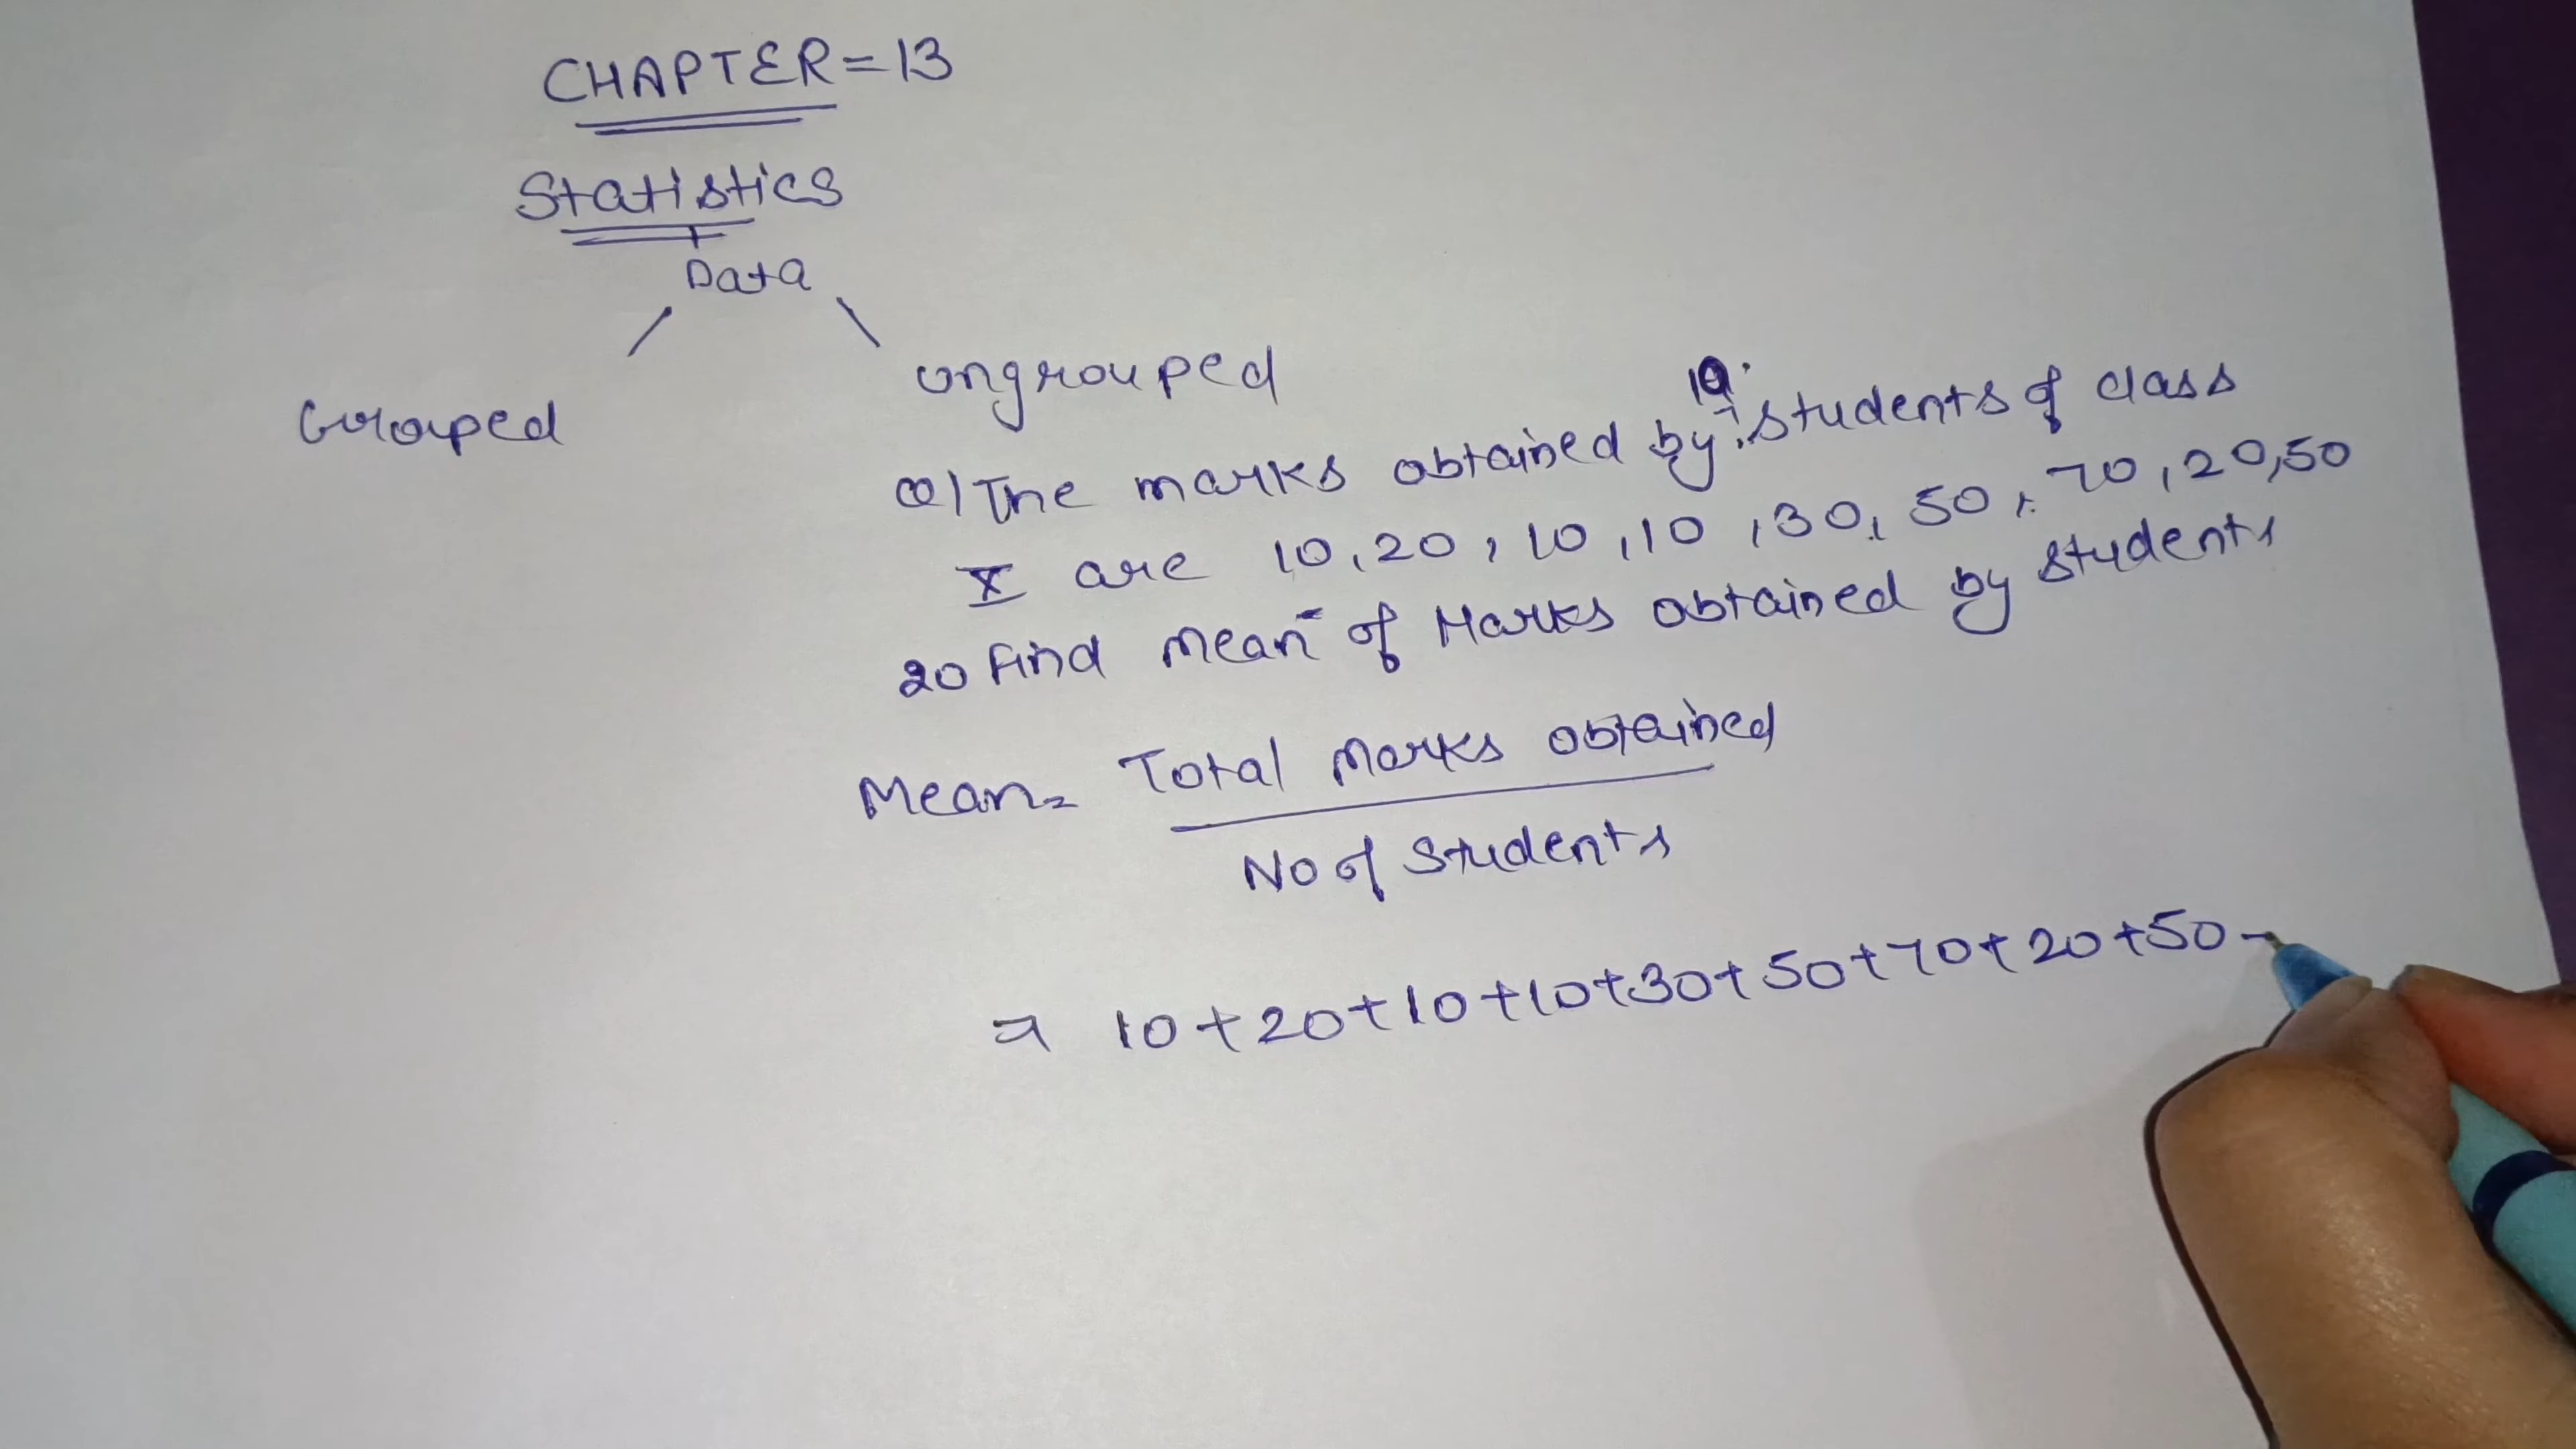 CHAPTER = 13
Statistics
Data
Grouped
Ungrouped
Q) The marks obtained by 10 students of class
X are 10, 20, 10, 10, 30, 50, 70, 20, 50
20 Find mean of Marks obtained by students
Mean = Total Marks obtained
No of Students
⇒ 10 + 20 + 10 + 10 + 30 + 50 + 70 + 20 + 50 -